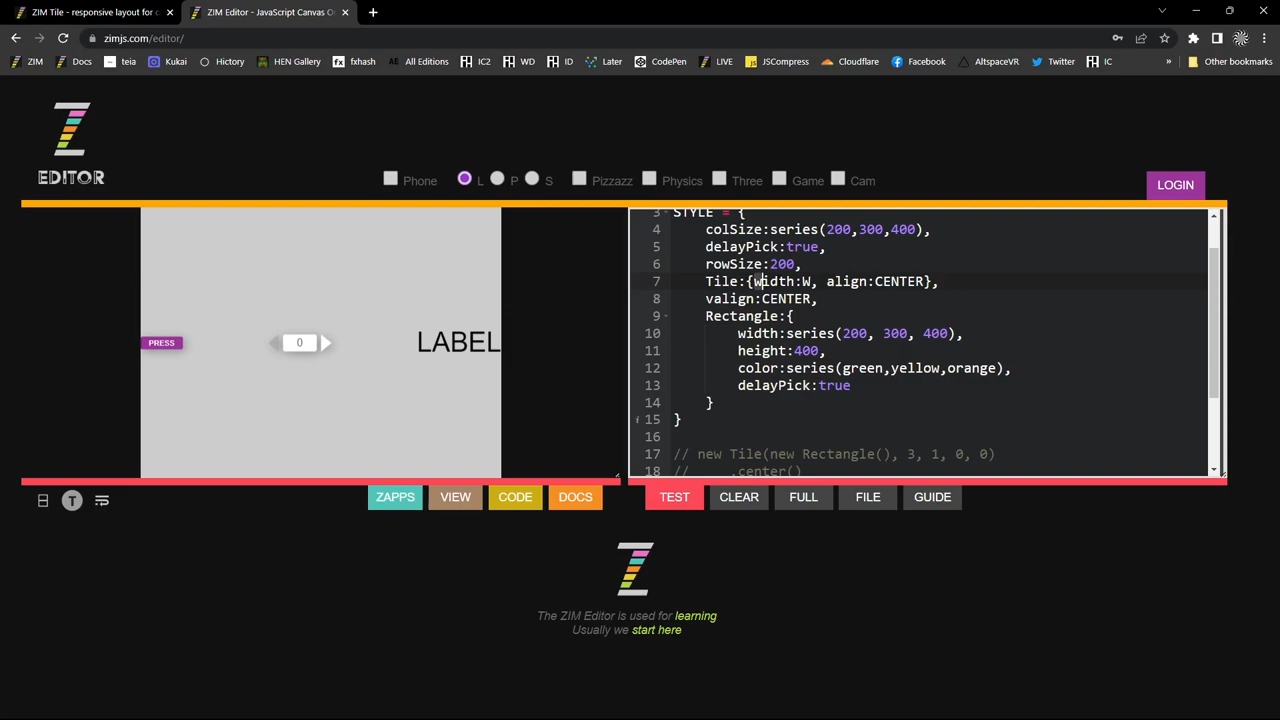 ZIM Tile - responsive layout for c
ZIM Editor - JavaScript Canvas O
zimjs.com/editor/
ZIM
Docs
teia
Kukai
Hictory
HEN Gallery
fx fxhash
AE All Editions
IC2
WD
ID
Later
CodePen
LIVE
JSCompress
Cloudflare
Facebook
AltspaceVR
Twitter
IC
»
Other bookmarks
EDITOR
Phone L P S Pizzazz Physics Three Game Cam
LOGIN
PRESS
0
LABEL
3 STYLE = {
4 colSize:series(200,300,400),
5 delayPick:true,
6 rowSize:200,
7 Tile:{width:W, align:CENTER},
8 valign:CENTER,
9 Rectangle:{
10 width:series(200, 300, 400),
11 height:400,
12 color:series(green,yellow,orange),
13 delayPick:true
14 }
15 }
16
17 // new Tile(new Rectangle(), 3, 1, 0, 0)
18 // .center()
T
ZAPPS VIEW CODE DOCS
TEST CLEAR FULL FILE GUIDE
The ZIM Editor is used for learning
Usually we start here